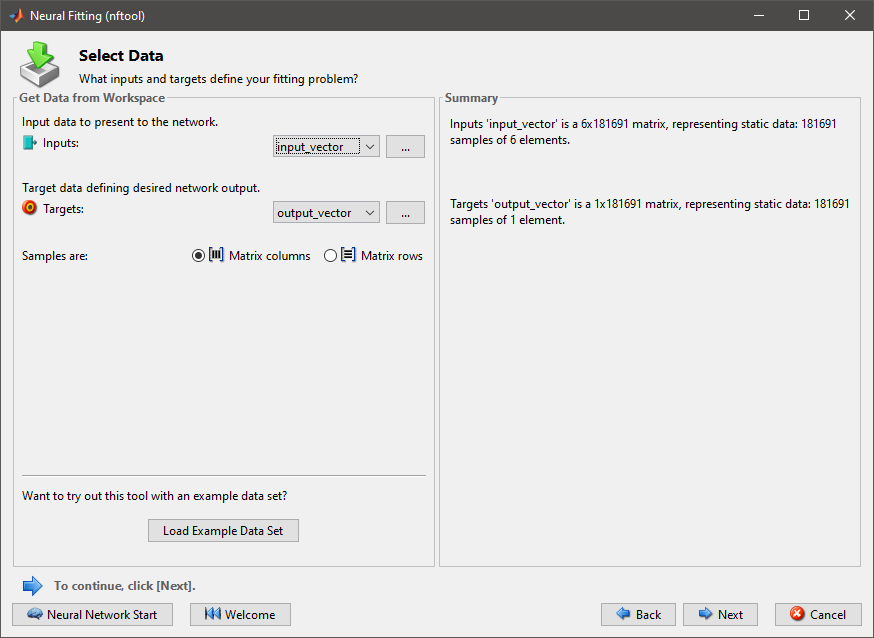 Neural Fitting (nftool)
Select Data
What inputs and targets define your fitting problem?
Get Data from Workspace
Input data to present to the network.
Inputs:
input_vector
...
Target data defining desired network output.
Targets:
output_vector
...
Samples are:
Matrix columns
Matrix rows
Want to try out this tool with an example data set?
Load Example Data Set
Summary
Inputs 'input_vector' is a 6x181691 matrix, representing static data: 181691
samples of 6 elements.
Targets 'output_vector' is a 1x181691 matrix, representing static data: 181691
samples of 1 element.
To continue, click [Next].
Neural Network Start
Welcome
Back
Next
Cancel